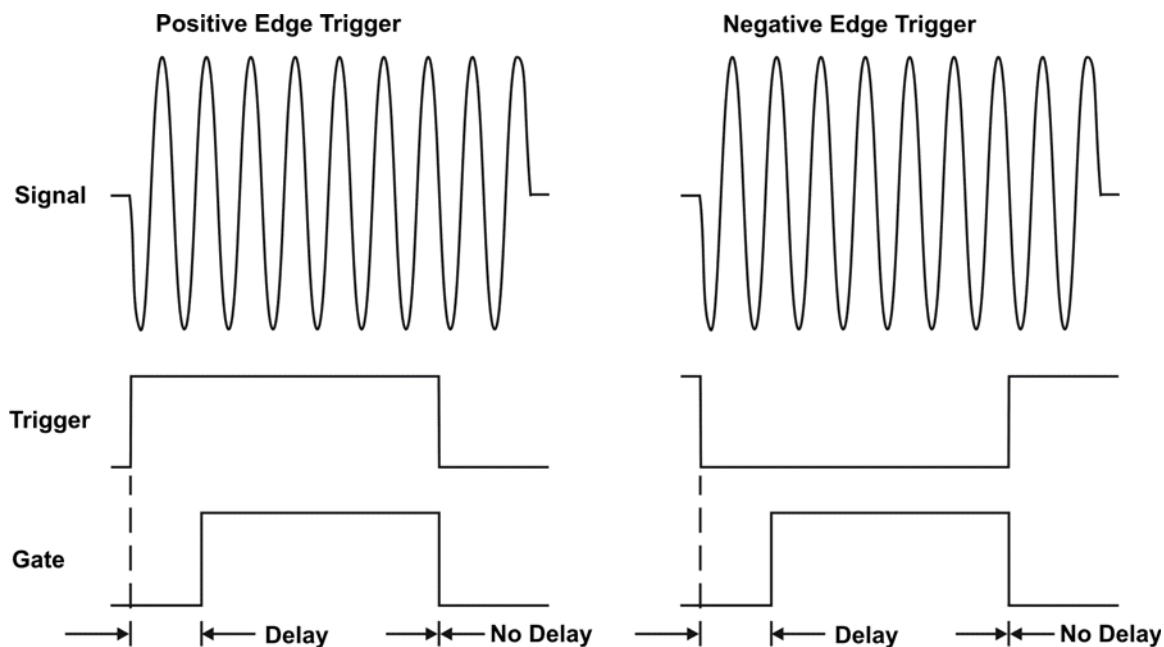 Positive Edge Trigger
Negative Edge Trigger
Signal
Trigger
Gate
Delay
No Delay
Delay
No Delay